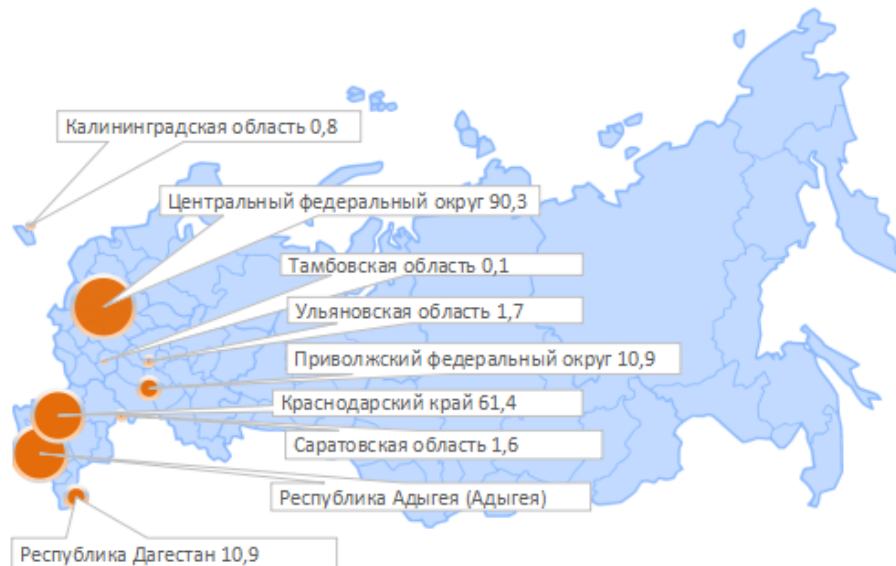 Калининградская область 0,8
Центральный федеральный округ 90,3
Тамбовская область 0,1
Ульяновская область 1,7
Приволжский федеральный округ 10,9
Краснодарский край 61,4
Саратовская область 1,6
Республика Адыгея (Адыгея)
Республика Дагестан 10,9